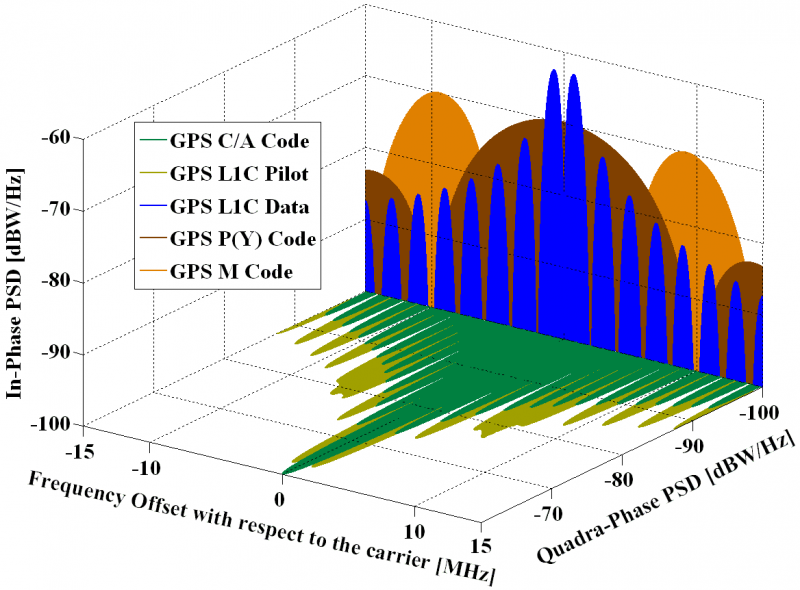 -60
-70
-80
-90
-100
In-Phase PSD [dBW/Hz]
GPS C/A Code
GPS L1C Pilot
GPS L1C Data
GPS P(Y) Code
GPS M Code
-15
-10
0
10
15
Frequency Offset with respect to the carrier [MHz]
-100
-90
-80
-70
Quadra-Phase PSD [dBW/Hz]